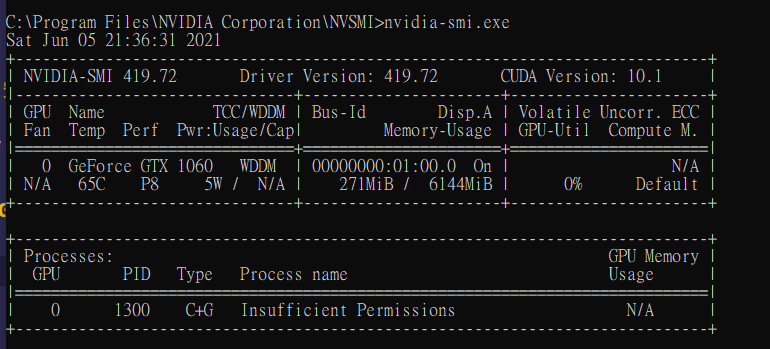 C:\Program Files\NVIDIA Corporation\NVSMI>nvidia-smi.exe
Sat Jun 05 21:36:31 2021
+-----------------------------------------------------------------------------+
| NVIDIA-SMI 419.72       Driver Version: 419.72       CUDA Version: 10.1     |
|-------------------------------+----------------------+----------------------+
| GPU  Name            TCC/WDDM | Bus-Id        Disp.A | Volatile Uncorr. ECC |
| Fan  Temp  Perf  Pwr:Usage/Cap|         Memory-Usage | GPU-Util  Compute M. |
|===============================+======================+======================|
|   0  GeForce GTX 1060   WDDM  | 00000000:01:00.0  On |                  N/A |
| N/A   65C    P8     5W /  N/A |    271MiB /  6144MiB |      0%      Default |
+-------------------------------+----------------------+----------------------+
+-----------------------------------------------------------------------------+
| Processes:                                                       GPU Memory |
|  GPU       PID   Type   Process name                             Usage      |
|=============================================================================|
|    0      1300    C+G   Insufficient Permissions                   N/A      |
+-----------------------------------------------------------------------------+